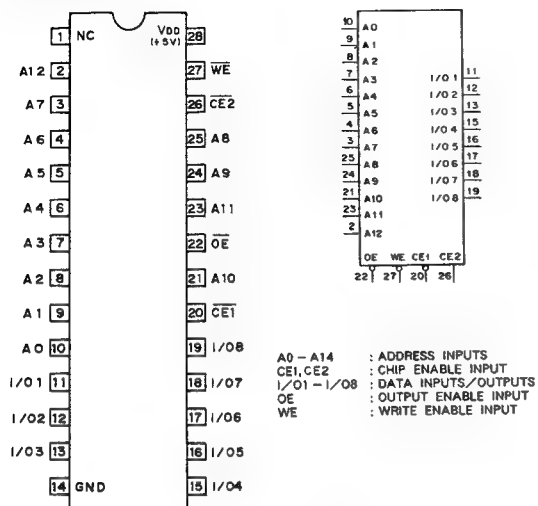 1 NC VDD (+5V) 28
A12 2 27 WE
A7 3 26 CE2
A6 4 25 A8
A5 5 24 A9
A4 6 23 A11
A3 7 22 OE
A2 8 21 A10
A1 9 20 CE1
A0 10 19 I/O8
I/O1 11 18 I/O7
I/O2 12 17 I/O6
I/O3 13 16 I/O5
14 GND 15 I/O4
10 A0
9 A1
8 A2
7 A3 I/O1 11
6 A4 I/O2 12
5 A5 I/O3 13
4 A6 I/O4 15
3 A7 I/O5 16
25 A8 I/O6 17
24 A9 I/O7 18
21 A10 I/O8 19
23 A11
2 A12
OE WE CE1 CE2
22 27 20 26
A0 - A14 : ADDRESS INPUTS
CE1,CE2 : CHIP ENABLE INPUT
I/O1 - I/O8 : DATA INPUTS/OUTPUTS
OE : OUTPUT ENABLE INPUT
WE : WRITE ENABLE INPUT